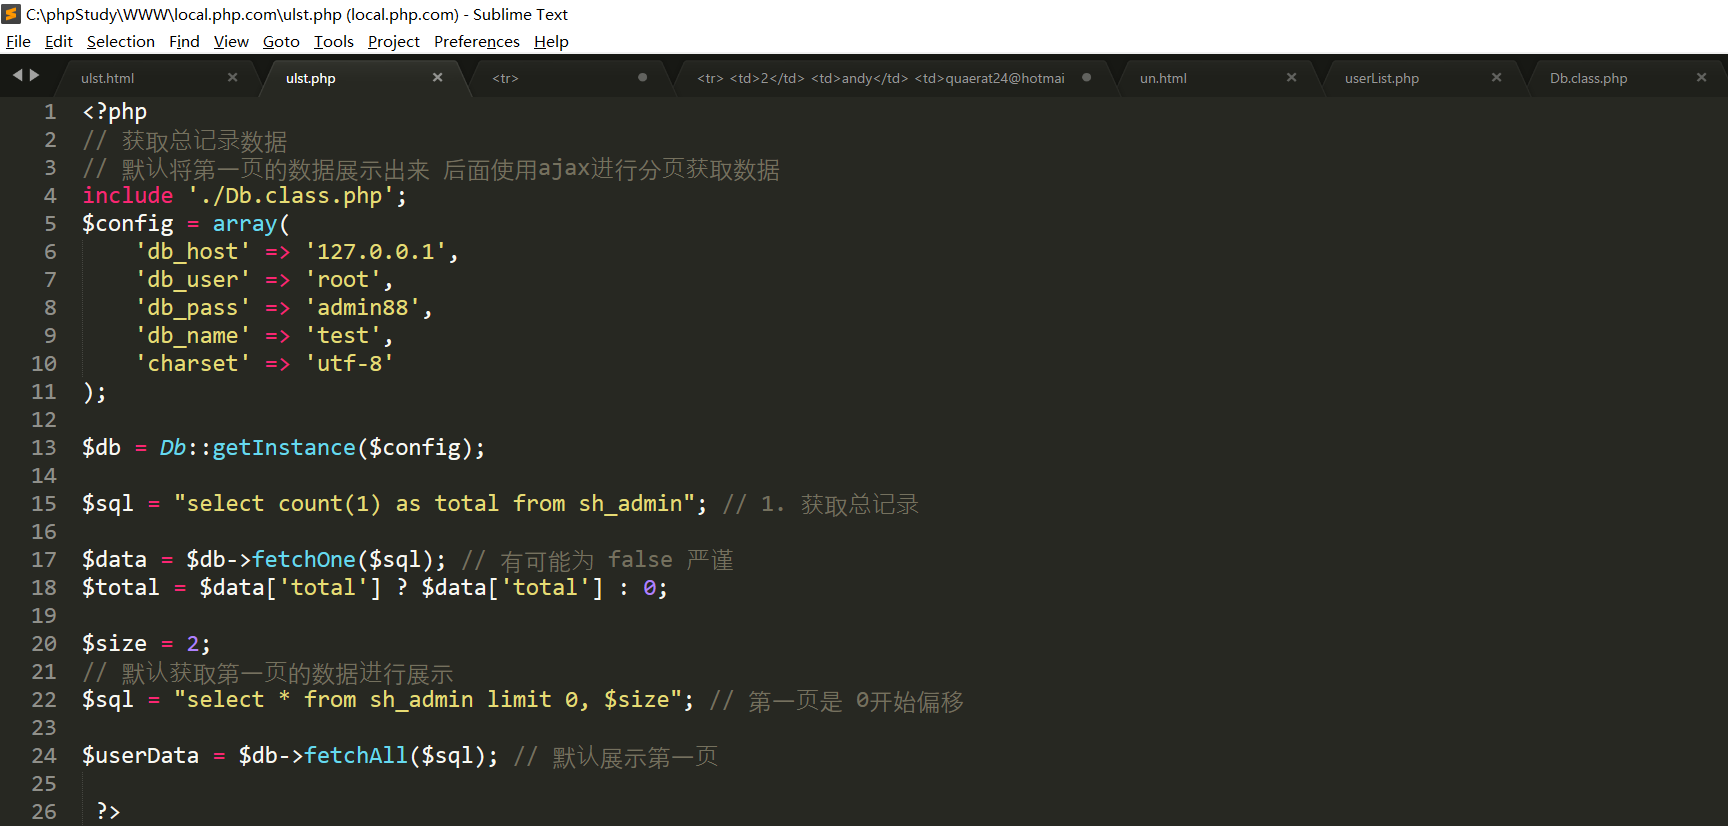 C:\phpStudy\WWW\local.php.com\ulst.php (local.php.com) - Sublime Text
File Edit Selection Find View Goto Tools Project Preferences Help
ulst.html ulst.php <tr> <tr> <td>2</td> <td>andy</td> <td>quaerat24@hotmai un.html userList.php Db.class.php
1 <?php
2 // 获取总记录数据
3 // 默认将第一页的数据展示出来 后面使用ajax进行分页获取数据
4 include './Db.class.php';
5 $config = array(
6 'db_host' => '127.0.0.1',
7 'db_user' => 'root',
8 'db_pass' => 'admin88',
9 'db_name' => 'test',
10 'charset' => 'utf-8'
11 );
12
13 $db = Db::getInstance($config);
14
15 $sql = "select count(1) as total from sh_admin"; // 1. 获取总记录
16
17 $data = $db->fetchOne($sql); // 有可能为 false 严谨
18 $total = $data['total'] ? $data['total'] : 0;
19
20 $size = 2;
21 // 默认获取第一页的数据进行展示
22 $sql = "select * from sh_admin limit 0, $size"; // 第一页是 0开始偏移
23
24 $userData = $db->fetchAll($sql); // 默认展示第一页
25
26 ?>